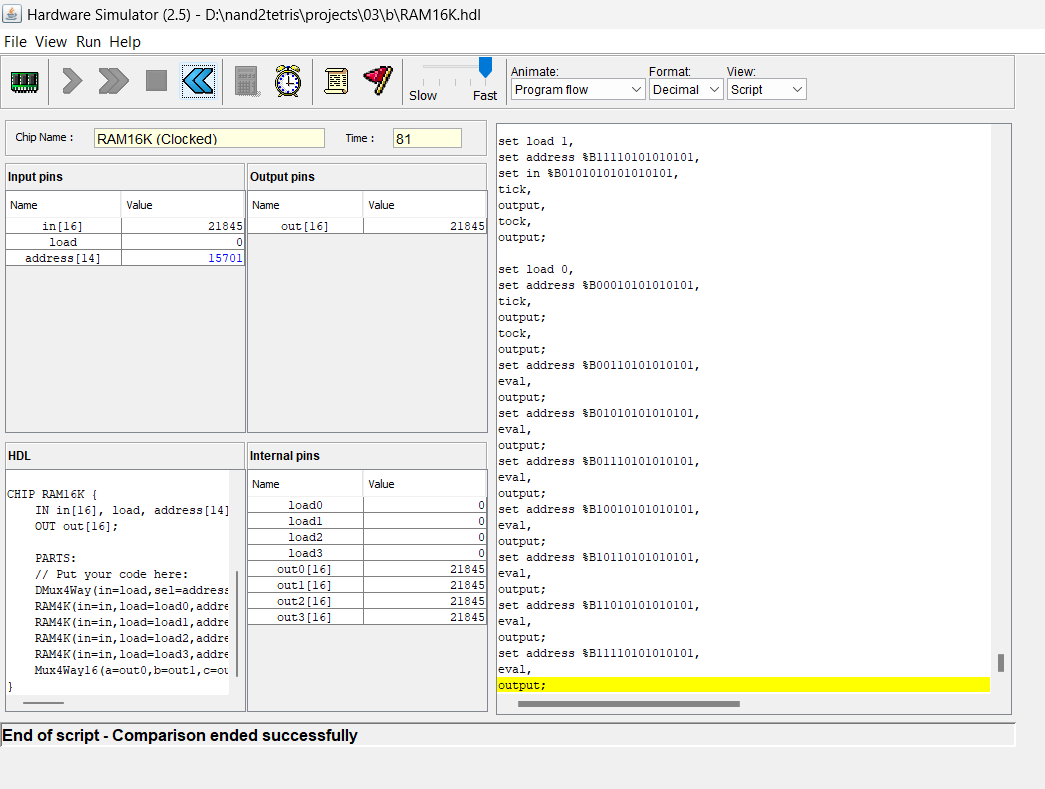 Hardware Simulator (2.5) - D:\nand2tetris\projects\03\b\RAM16K.hdl
File View Run Help
Slow Fast
Animate: Format: View:
Program flow Decimal Script
Chip Name : RAM16K (Clocked) Time : 81
Input pins
Name Value
in[16] 21845
load 0
address[14] 15701
Output pins
Name Value
out[16] 21845
HDL
CHIP RAM16K {
IN in[16], load, address[14]
OUT out[16];
PARTS:
// Put your code here:
DMux4Way(in=load,sel=address
RAM4K(in=in,load=load0,addre
RAM4K(in=in,load=load1,addre
RAM4K(in=in,load=load2,addre
RAM4K(in=in,load=load3,addre
Mux4Way16(a=out0,b=out1,c=ou
}
Internal pins
Name Value
load0 0
load1 0
load2 0
load3 0
out0[16] 21845
out1[16] 21845
out2[16] 21845
out3[16] 21845
set load 1,
set address %B11110101010101,
set in %B0101010101010101,
tick,
output,
tock,
output;
set load 0,
set address %B00010101010101,
tick,
output;
tock,
output;
set address %B00110101010101,
eval,
output;
set address %B01010101010101,
eval,
output;
set address %B01110101010101,
eval,
output;
set address %B10010101010101,
eval,
output;
set address %B10110101010101,
eval,
output;
set address %B11010101010101,
eval,
output;
set address %B11110101010101,
eval,
output;
End of script - Comparison ended successfully